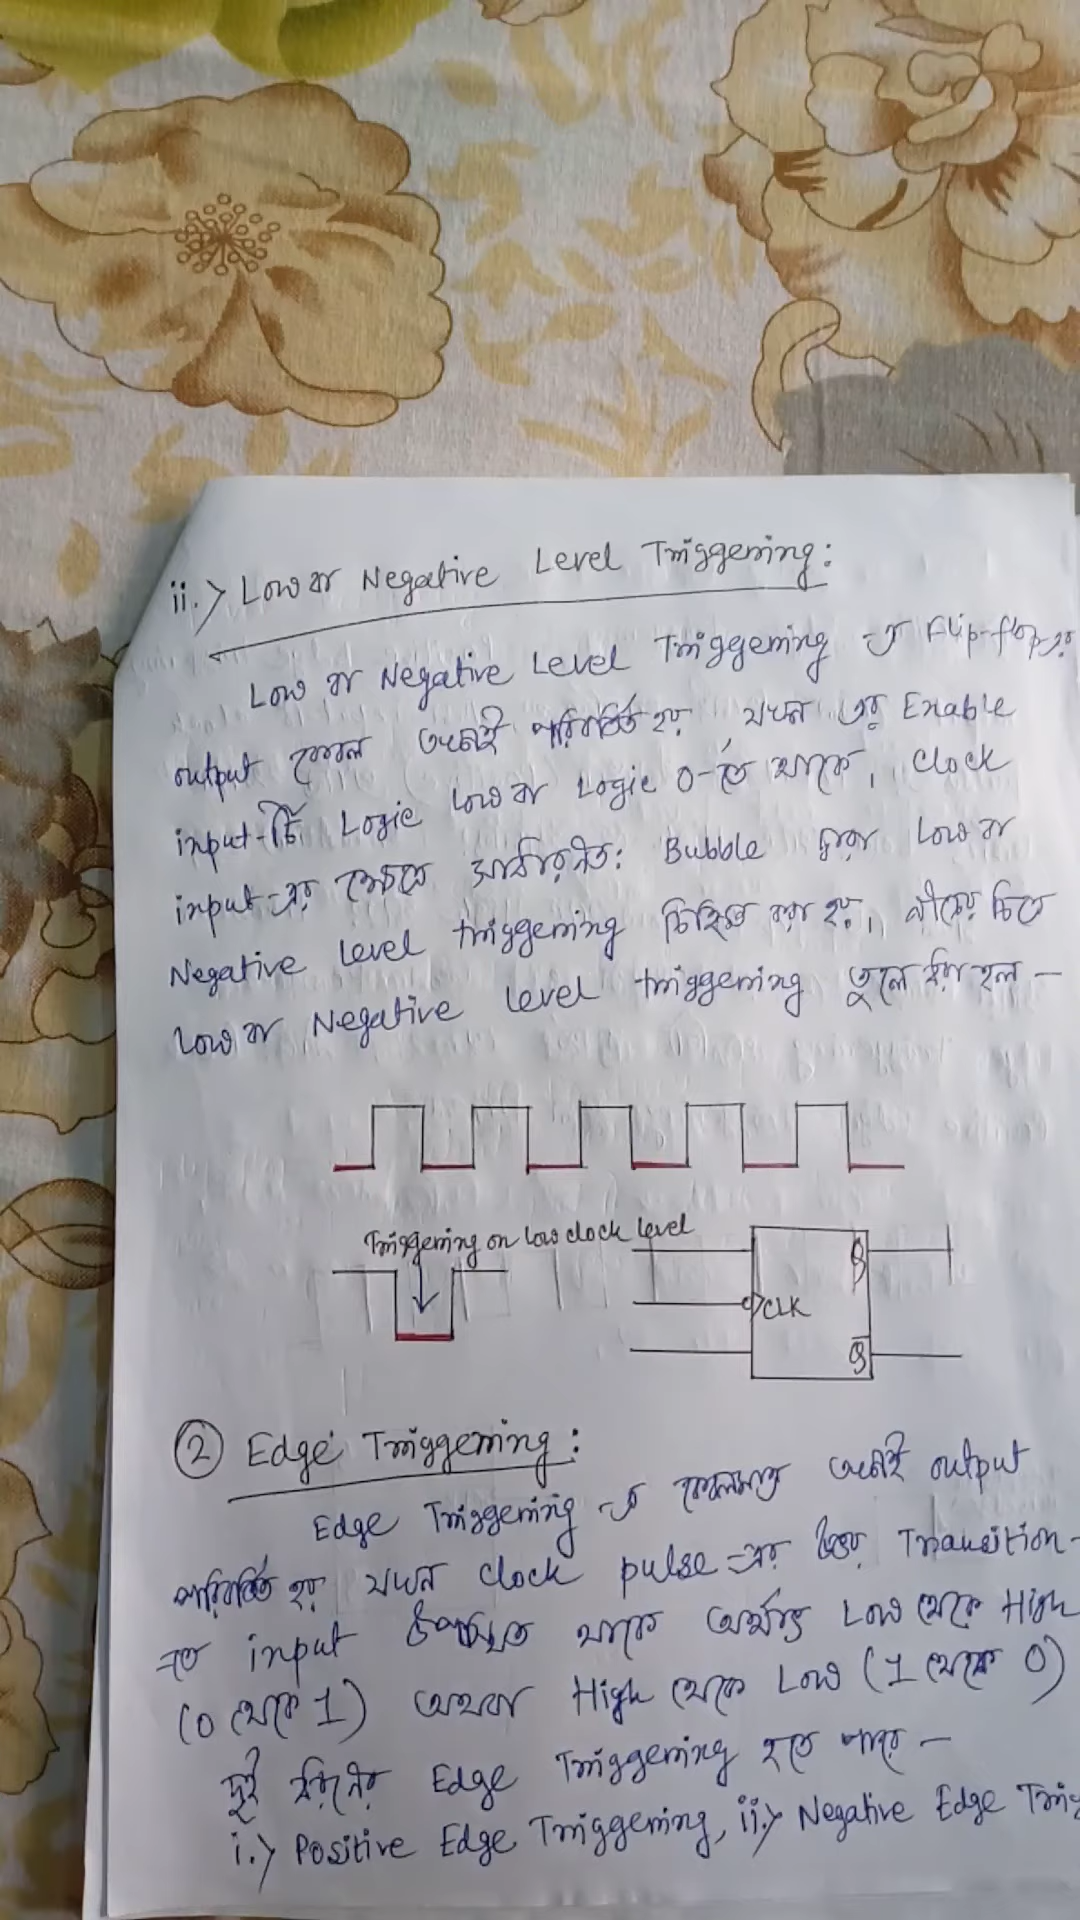 ii.> Low বা Negative Level Triggering:
Low বা Negative Level Triggering -এ Flip-flop এর
output কেবল তখনই পরিবর্তিত হয়, যখন এর Enable
input-টি Logic Low বা Logic 0-তে থাকে। Clock
input-এর ক্ষেত্রে সাধারণত: Bubble দ্বারা Low বা
Negative Level triggering চিহ্নিত করা হয়। নীচের চিত্রে
Low বা Negative Level triggering তুলে ধরা হল —
Triggering on low clock level
Q
CLK
Q̅
② Edge Triggering:
Edge Triggering -এ কেবলমাত্র তখনই output
পরিবর্তিত হয় যখন clock pulse-এর Transition-
এতে input উপস্থিত থাকে অর্থাৎ Low থেকে High
(0 থেকে 1) অথবা High থেকে Low (1 থেকে 0)
দুই ধরনের Edge Triggering হতে পারে —
i.> Positive Edge Triggering, ii.> Negative Edge Trig